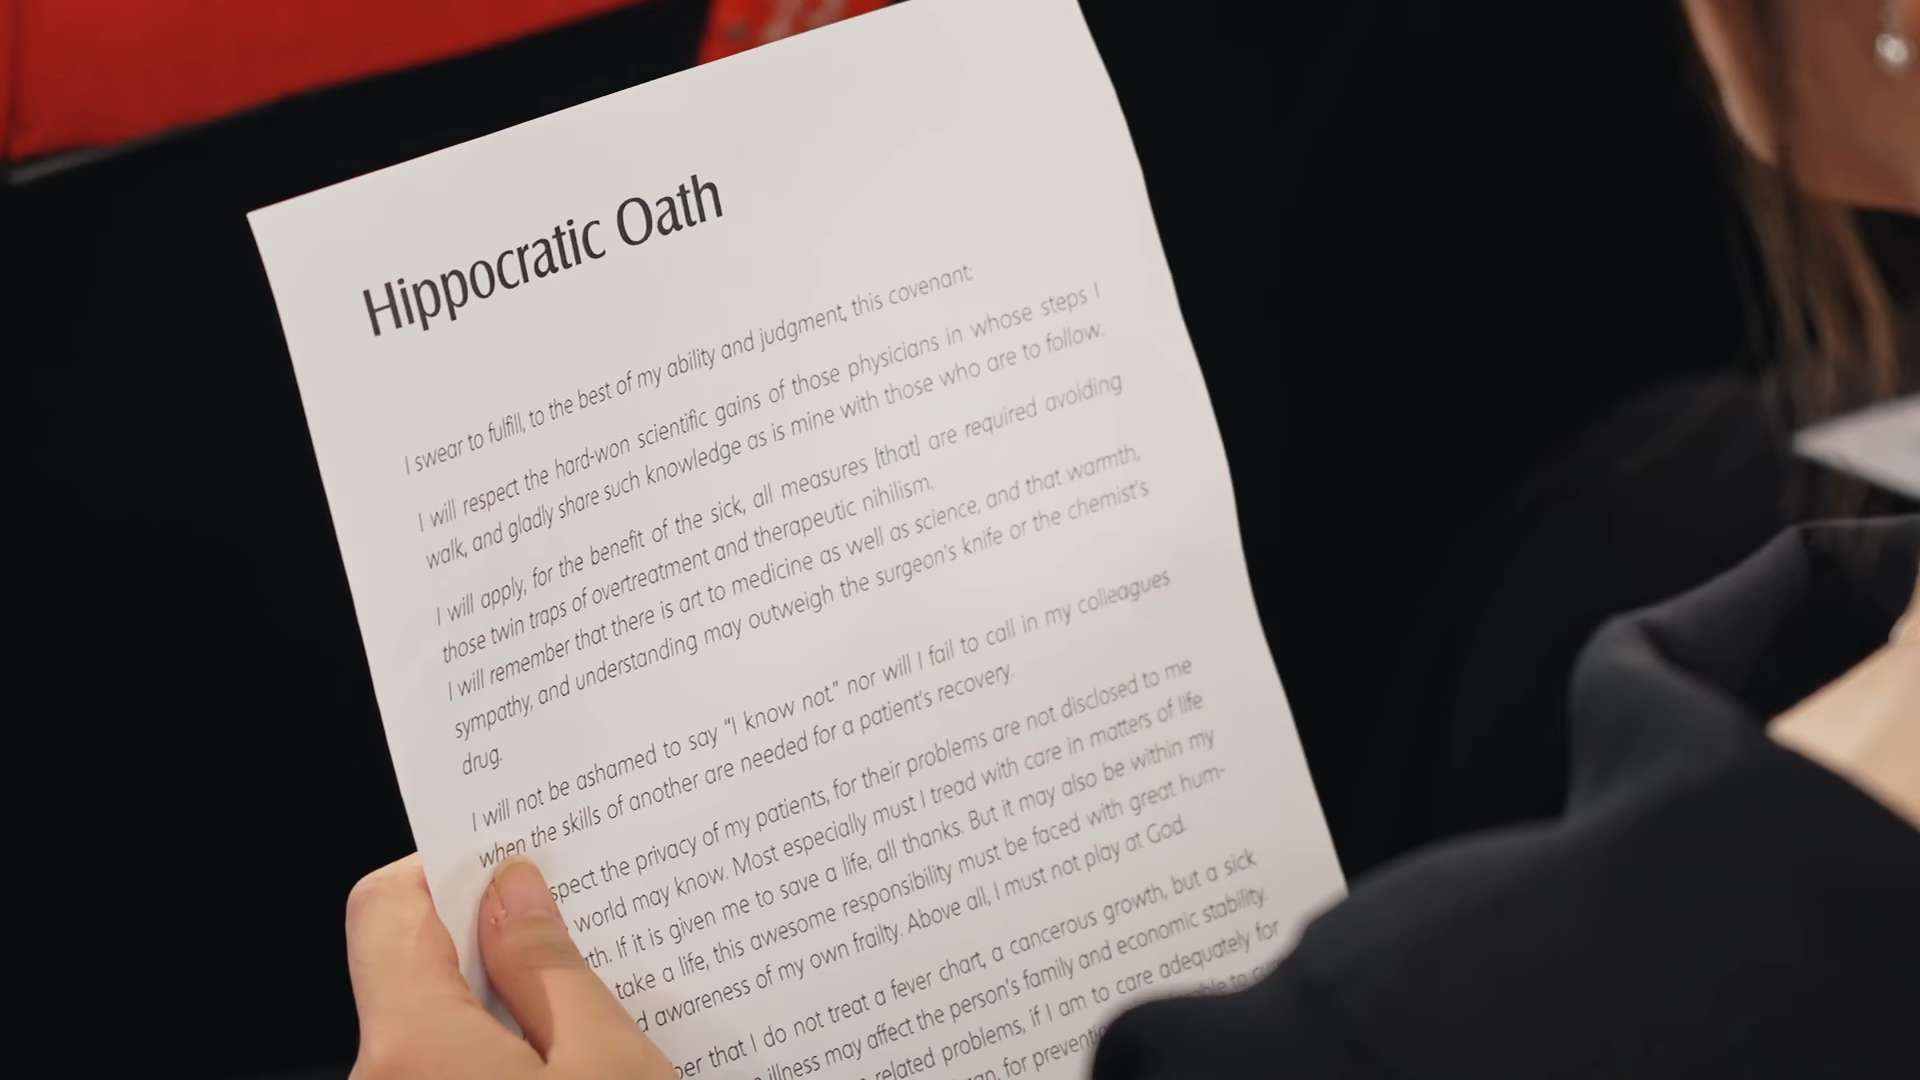 Hippocratic Oath
I swear to fulfill, to the best of my ability and judgment, this covenant:
I will respect the hard-won scientific gains of those physicians in whose steps I
walk, and gladly share such knowledge as is mine with those who are to follow.
I will apply, for the benefit of the sick, all measures [that] are required avoiding
those twin traps of overtreatment and therapeutic nihilism.
I will remember that there is art to medicine as well as science, and that warmth,
sympathy, and understanding may outweigh the surgeon's knife or the chemist's
drug.
I will not be ashamed to say "I know not" nor will I fail to call in my colleagues
when the skills of another are needed for a patient's recovery.
spect the privacy of my patients, for their problems are not disclosed to me
world may know. Most especially must I tread with care in matters of life
th. If it is given me to save a life, all thanks. But it may also be within my
take a life, this awesome responsibility must be faced with great hum-
d awareness of my own frailty. Above all, I must not play at God.
ber that I do not treat a fever chart, a cancerous growth, but a sick
illness may affect the person's family and economic stability.
related problems, if I am to care adequately for
for preventi